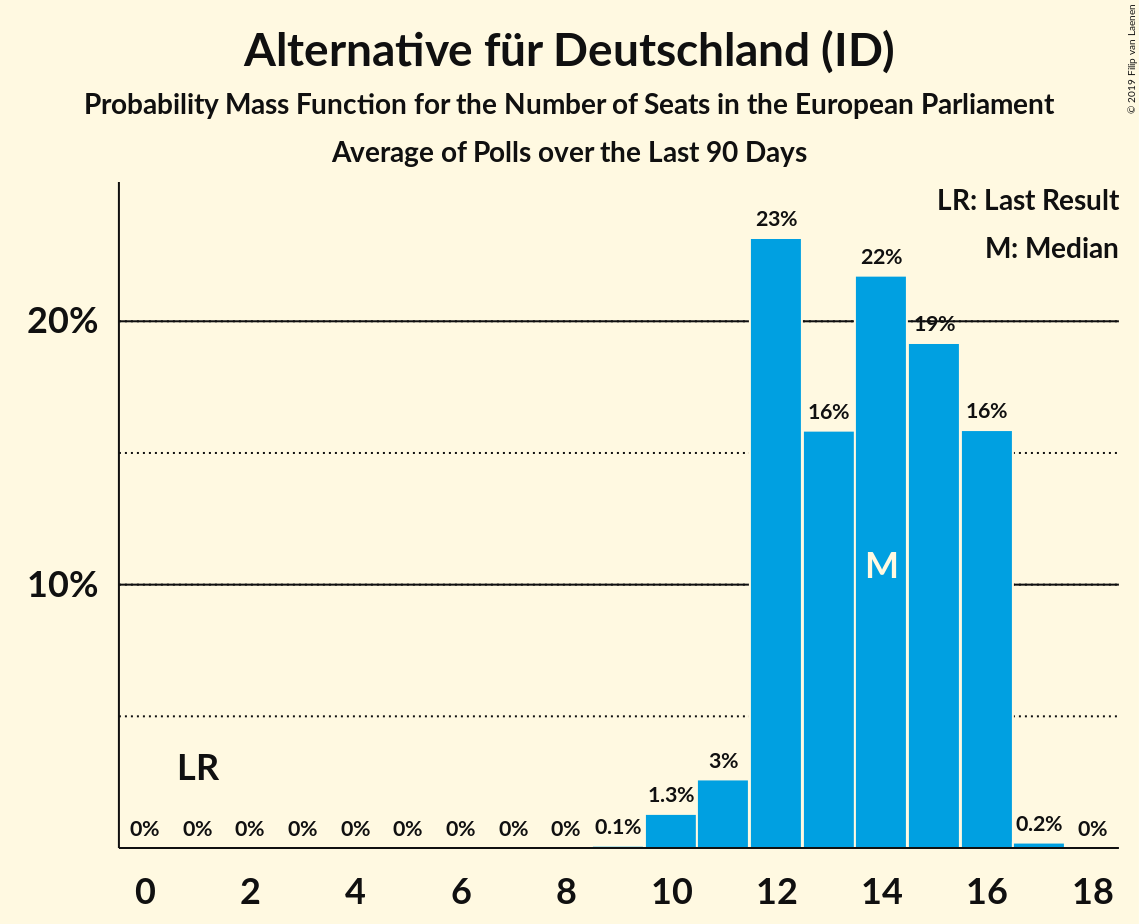 Alternative für Deutschland (ID)
Probability Mass Function for the Number of Seats in the European Parliament
Average of Polls over the Last 90 Days
© 2019 Filip van Laenen
LR: Last Result
M: Median
23%
22%
20%
19%
16%
16%
M
10%
LR
3%
1.3%
0% 0% 0% 0% 0% 0% 0% 0% 0% 0.1% 0.2% 0%
0 2 4 6 8 10 12 14 16 18